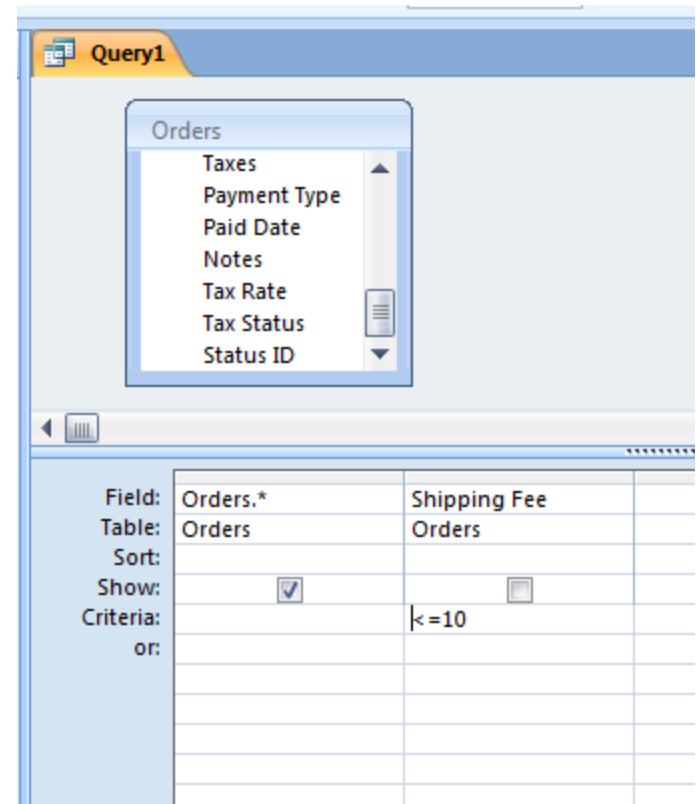 Query1
Orders
Taxes
Payment Type
Paid Date
Notes
Tax Rate
Tax Status
Status ID
Field: Orders.* Shipping Fee
Table: Orders Orders
Sort:
Show:
Criteria: <=10
or: